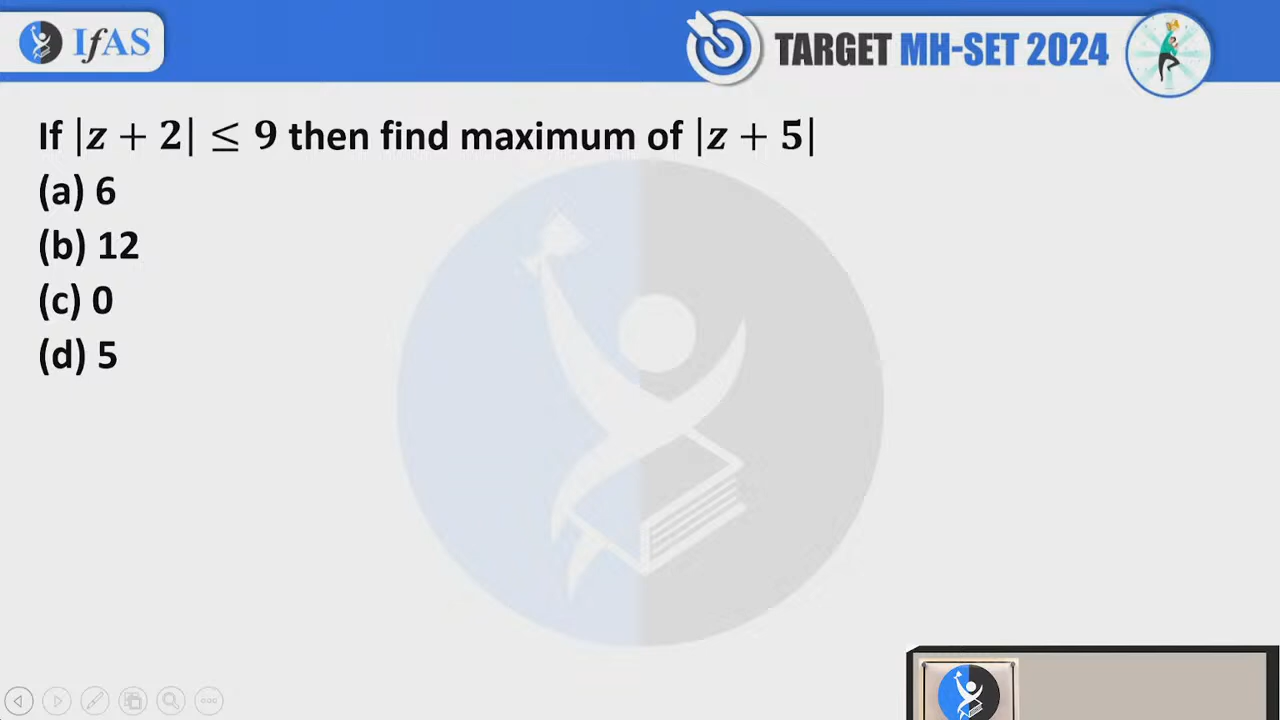 IfAS
TARGET MH-SET 2024
If |z + 2| ≤ 9 then find maximum of |z + 5|
(a) 6
(b) 12
(c) 0
(d) 5